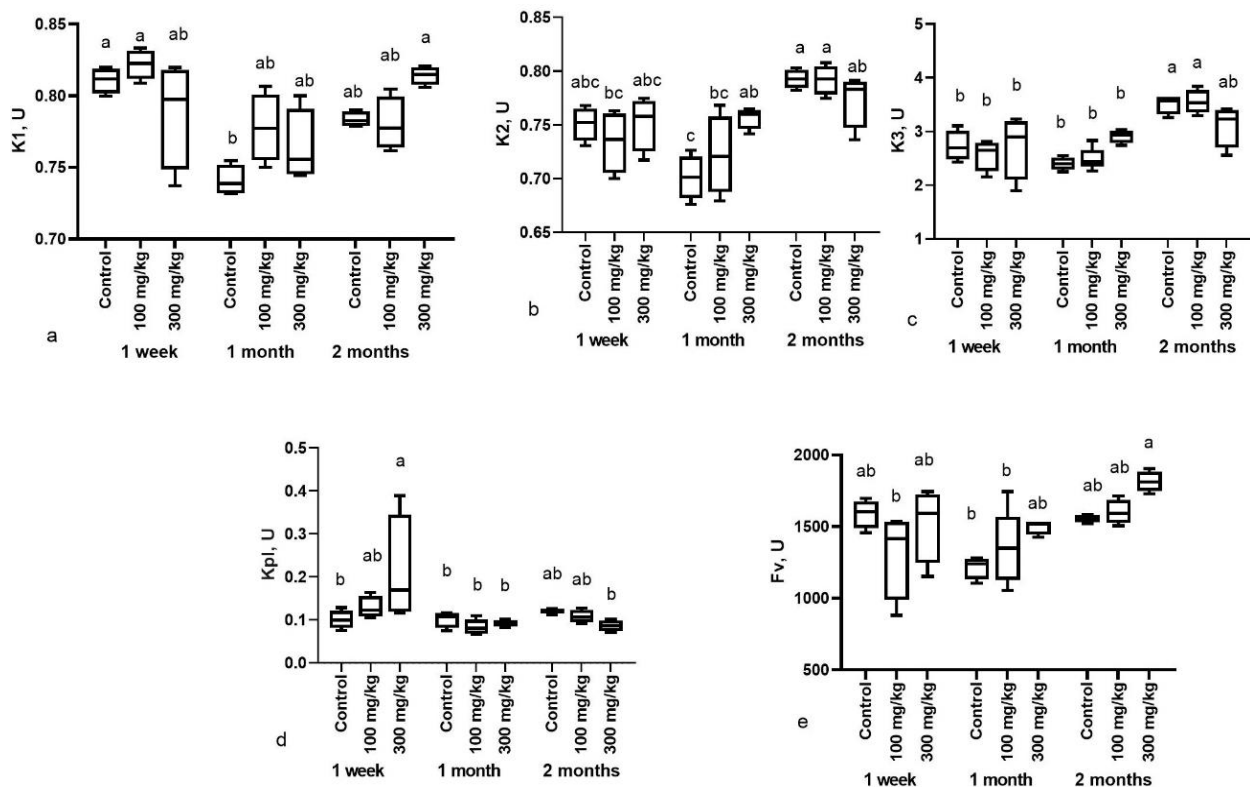 0.85
0.80
0.75
0.70
K1, U
a a ab
b ab ab
ab ab a
Control
100 mg/kg
300 mg/kg
Control
100 mg/kg
300 mg/kg
Control
100 mg/kg
300 mg/kg
1 week 1 month 2 months
a
0.85
0.80
0.75
0.70
0.65
K2, U
abc bc abc
c bc ab
a a ab
Control
100 mg/kg
300 mg/kg
Control
100 mg/kg
300 mg/kg
Control
100 mg/kg
300 mg/kg
1 week 1 month 2 months
b
5
4
3
2
1
K3, U
b b b
b b b
a a ab
Control
100 mg/kg
300 mg/kg
Control
100 mg/kg
300 mg/kg
Control
100 mg/kg
300 mg/kg
1 week 1 month 2 months
c
0.5
0.4
0.3
0.2
0.1
0.0
Kpl, U
b ab a
b b b
ab ab b
Control
100 mg/kg
300 mg/kg
Control
100 mg/kg
300 mg/kg
Control
100 mg/kg
300 mg/kg
1 week 1 month 2 months
d
2000
1500
1000
500
Fv, U
ab b ab
b b ab
ab ab a
Control
100 mg/kg
300 mg/kg
Control
100 mg/kg
300 mg/kg
Control
100 mg/kg
300 mg/kg
1 week 1 month 2 months
e